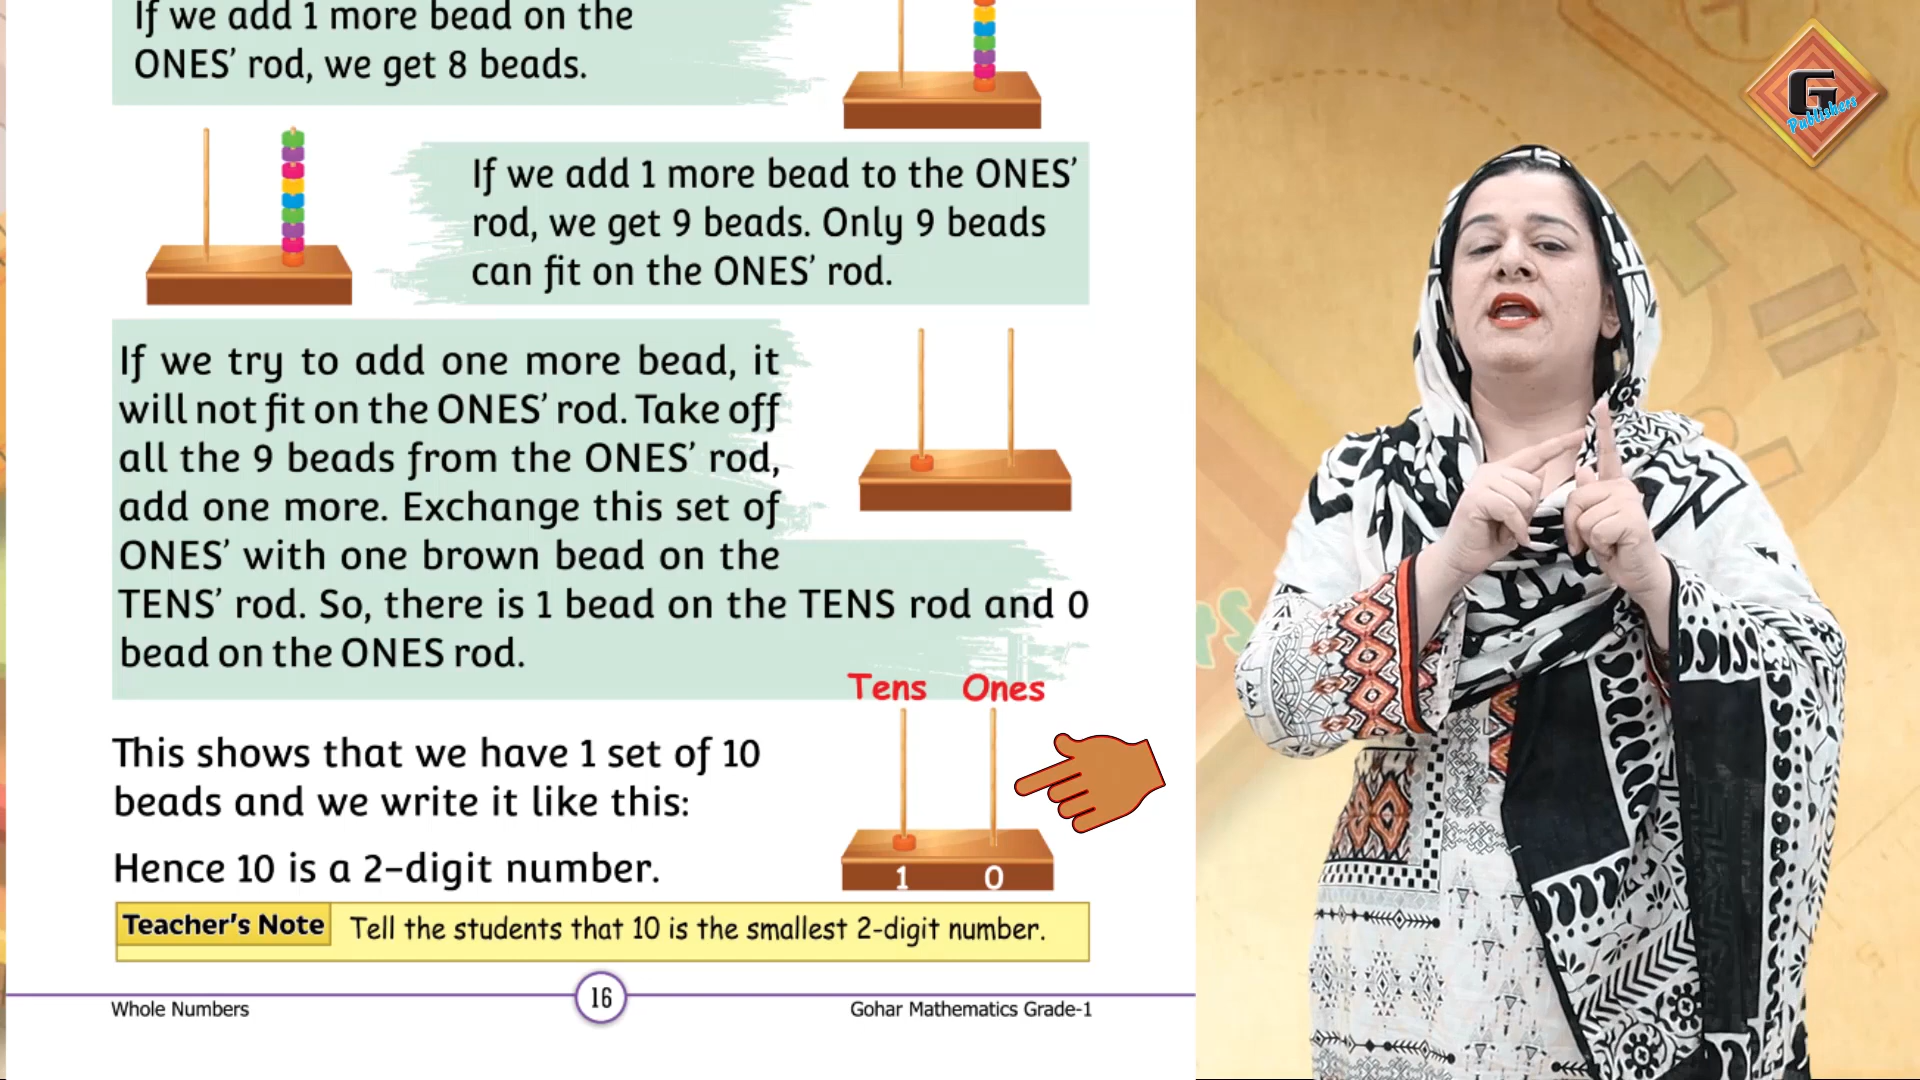 If we add 1 more bead on the
ONES’ rod, we get 8 beads.
If we add 1 more bead to the ONES’
rod, we get 9 beads. Only 9 beads
can fit on the ONES’ rod.
If we try to add one more bead, it
will not fit on the ONES’ rod. Take off
all the 9 beads from the ONES’ rod,
add one more. Exchange this set of
ONES’ with one brown bead on the
TENS’ rod. So, there is 1 bead on the TENS rod and 0
bead on the ONES rod.
Tens Ones
This shows that we have 1 set of 10
beads and we write it like this:
1 0
Hence 10 is a 2-digit number.
Teacher's Note Tell the students that 10 is the smallest 2-digit number.
Whole Numbers 16 Gohar Mathematics Grade-1
G
Publishers